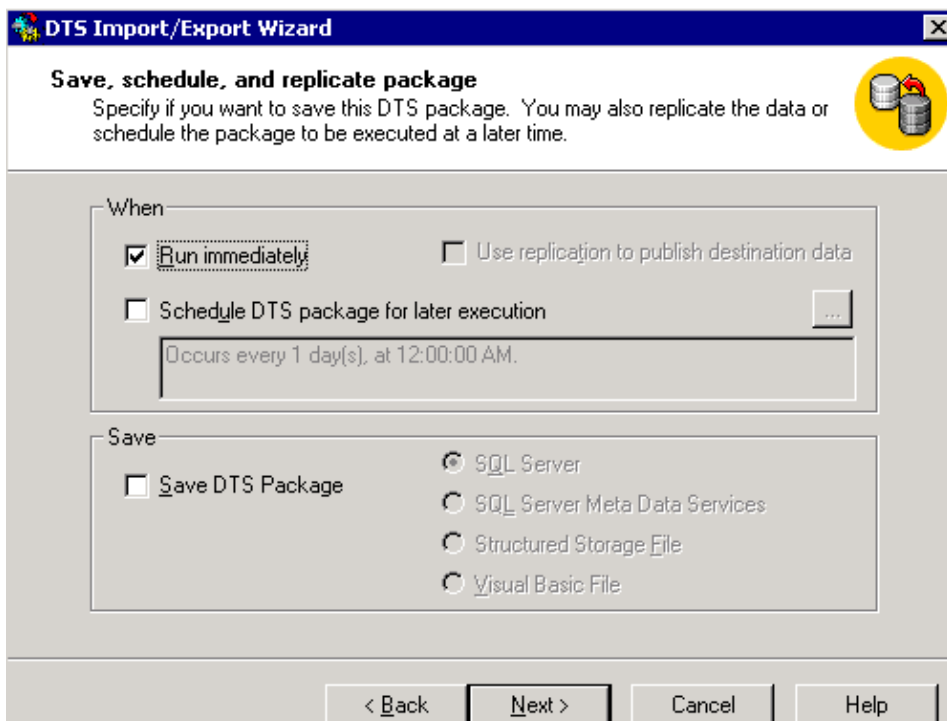 DTS Import/Export Wizard
Save, schedule, and replicate package
Specify if you want to save this DTS package. You may also replicate the data or
schedule the package to be executed at a later time.
When
Run immediately
Use replication to publish destination data
Schedule DTS package for later execution
...
Occurs every 1 day(s), at 12:00:00 AM.
Save
Save DTS Package
SQL Server
SQL Server Meta Data Services
Structured Storage File
Visual Basic File
< Back
Next >
Cancel
Help